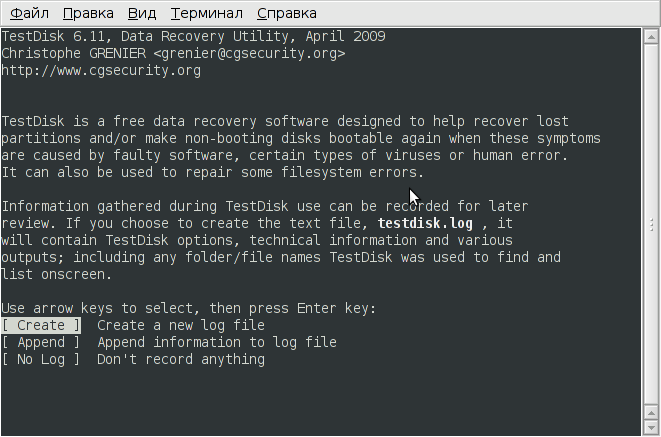 Файл Правка Вид Терминал Справка
TestDisk 6.11, Data Recovery Utility, April 2009
Christophe GRENIER <grenier@cgsecurity.org>
http://www.cgsecurity.org
TestDisk is a free data recovery software designed to help recover lost
partitions and/or make non-booting disks bootable again when these symptoms
are caused by faulty software, certain types of viruses or human error.
It can also be used to repair some filesystem errors.
Information gathered during TestDisk use can be recorded for later
review. If you choose to create the text file, testdisk.log , it
will contain TestDisk options, technical information and various
outputs; including any folder/file names TestDisk was used to find and
list onscreen.
Use arrow keys to select, then press Enter key:
[ Create ]  Create a new log file
[ Append ]  Append information to log file
[ No Log ]  Don't record anything